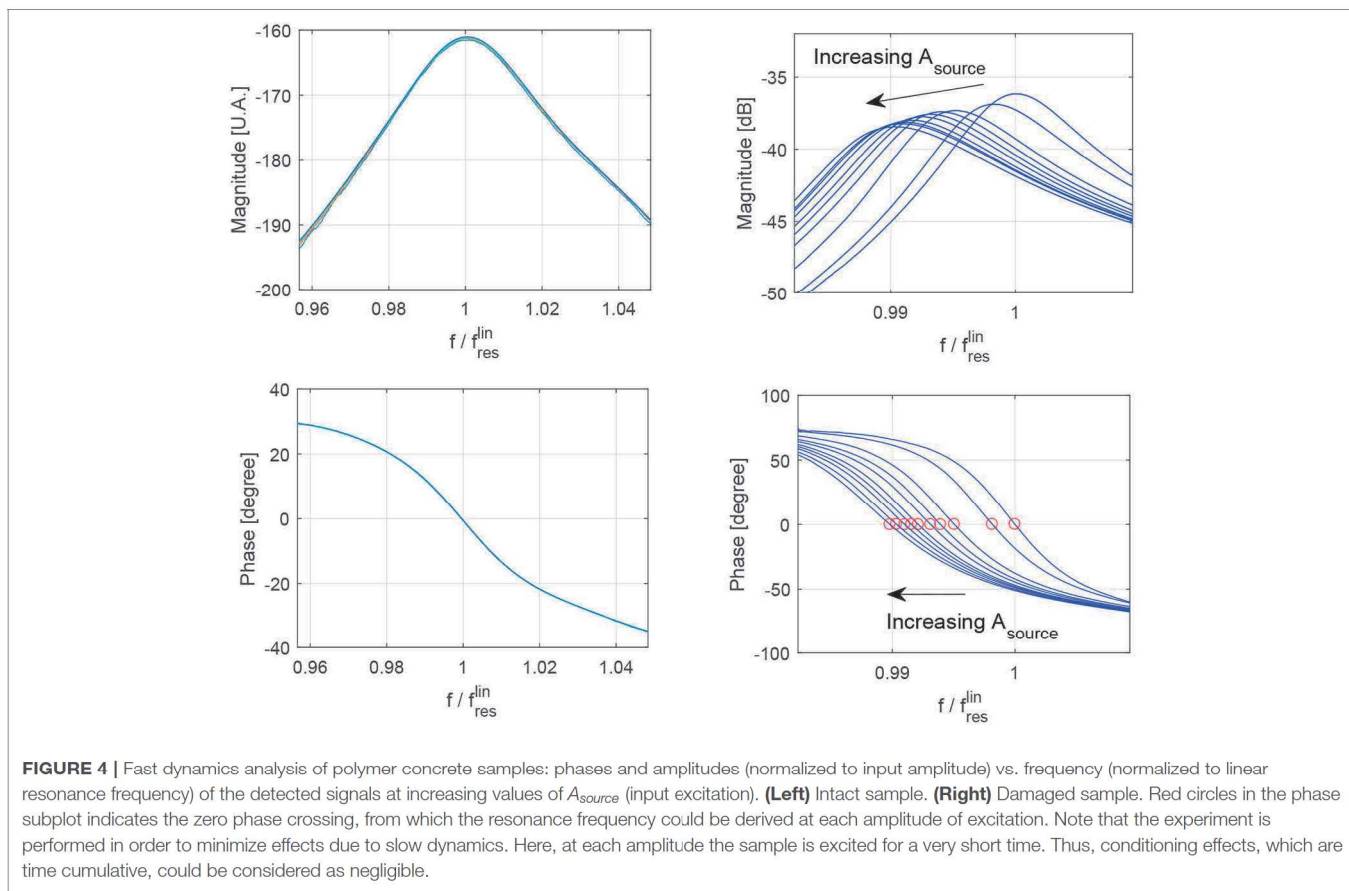 -160
-170
-180
-190
-200
Magnitude [U.A.]
0.96 0.98 1 1.02 1.04
f / f_res^lin
Increasing A_source
-35
-40
-45
-50
Magnitude [dB]
0.99 1
f / f_res^lin
40
20
0
-20
-40
Phase [degree]
0.96 0.98 1 1.02 1.04
f / f_res^lin
100
50
0
-50
-100
Phase [degree]
Increasing A_source
0.99 1
f / f_res^lin
FIGURE 4 | Fast dynamics analysis of polymer concrete samples: phases and amplitudes (normalized to input amplitude) vs. frequency (normalized to linear
resonance frequency) of the detected signals at increasing values of A_source (input excitation). (Left) Intact sample. (Right) Damaged sample. Red circles in the phase
subplot indicates the zero phase crossing, from which the resonance frequency could be derived at each amplitude of excitation. Note that the experiment is
performed in order to minimize effects due to slow dynamics. Here, at each amplitude the sample is excited for a very short time. Thus, conditioning effects, which are
time cumulative, could be considered as negligible.